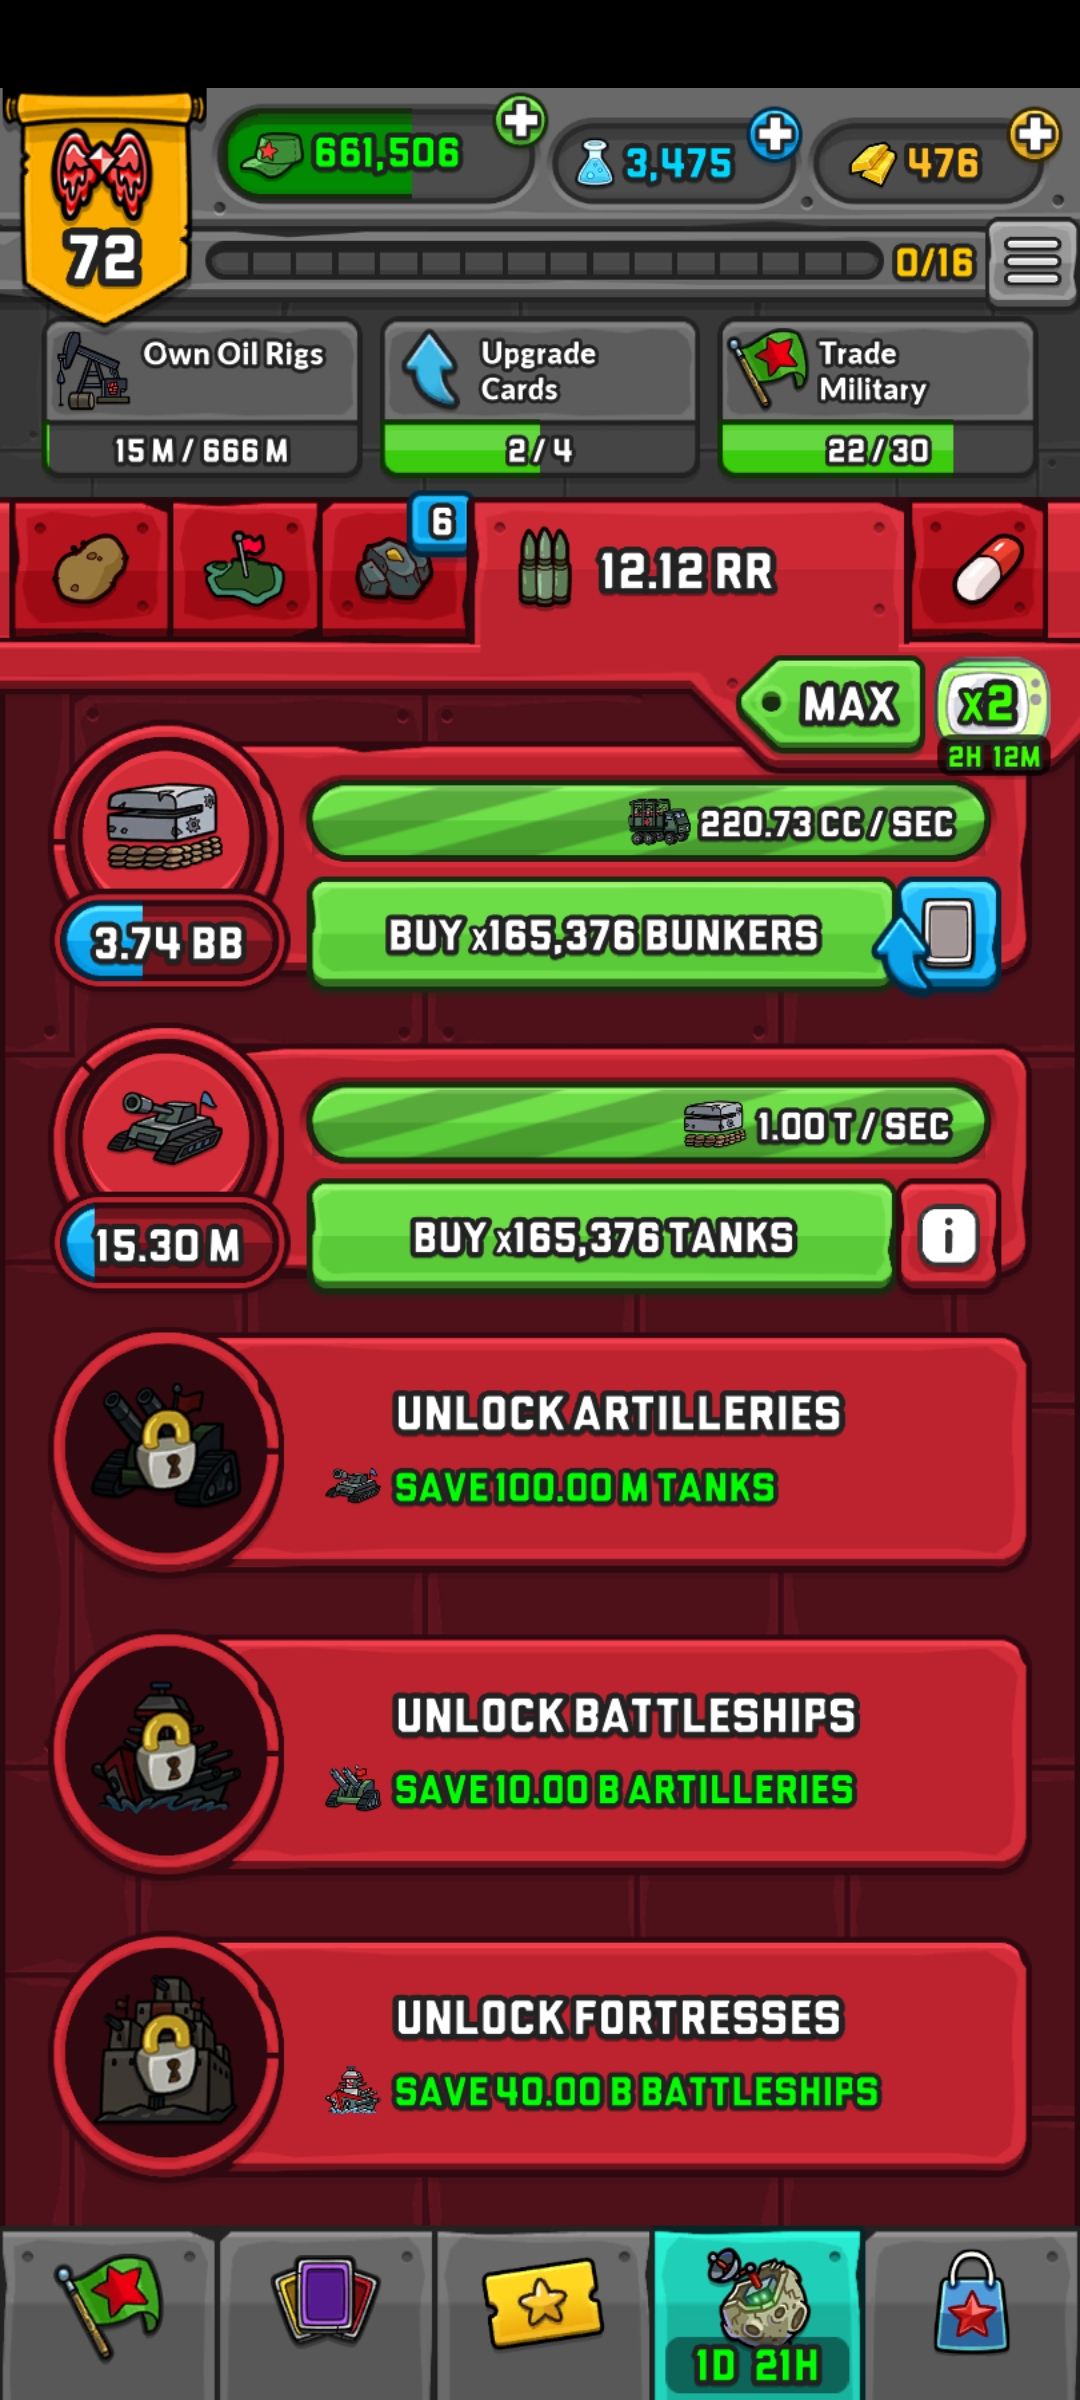 661,506
3,475
476
72
0/16
Own Oil Rigs
15 M / 666 M
Upgrade
Cards
2/4
Trade
Military
22/30
6
12.12 RR
MAX
x2
2H 12M
220.73 CC / SEC
3.74 BB
BUY x165,376 BUNKERS
1.00 T / SEC
15.30 M
BUY x165,376 TANKS
i
UNLOCK ARTILLERIES
SAVE 100.00 M TANKS
UNLOCK BATTLESHIPS
SAVE 10.00 B ARTILLERIES
UNLOCK FORTRESSES
SAVE 40.00 B BATTLESHIPS
1D 21H